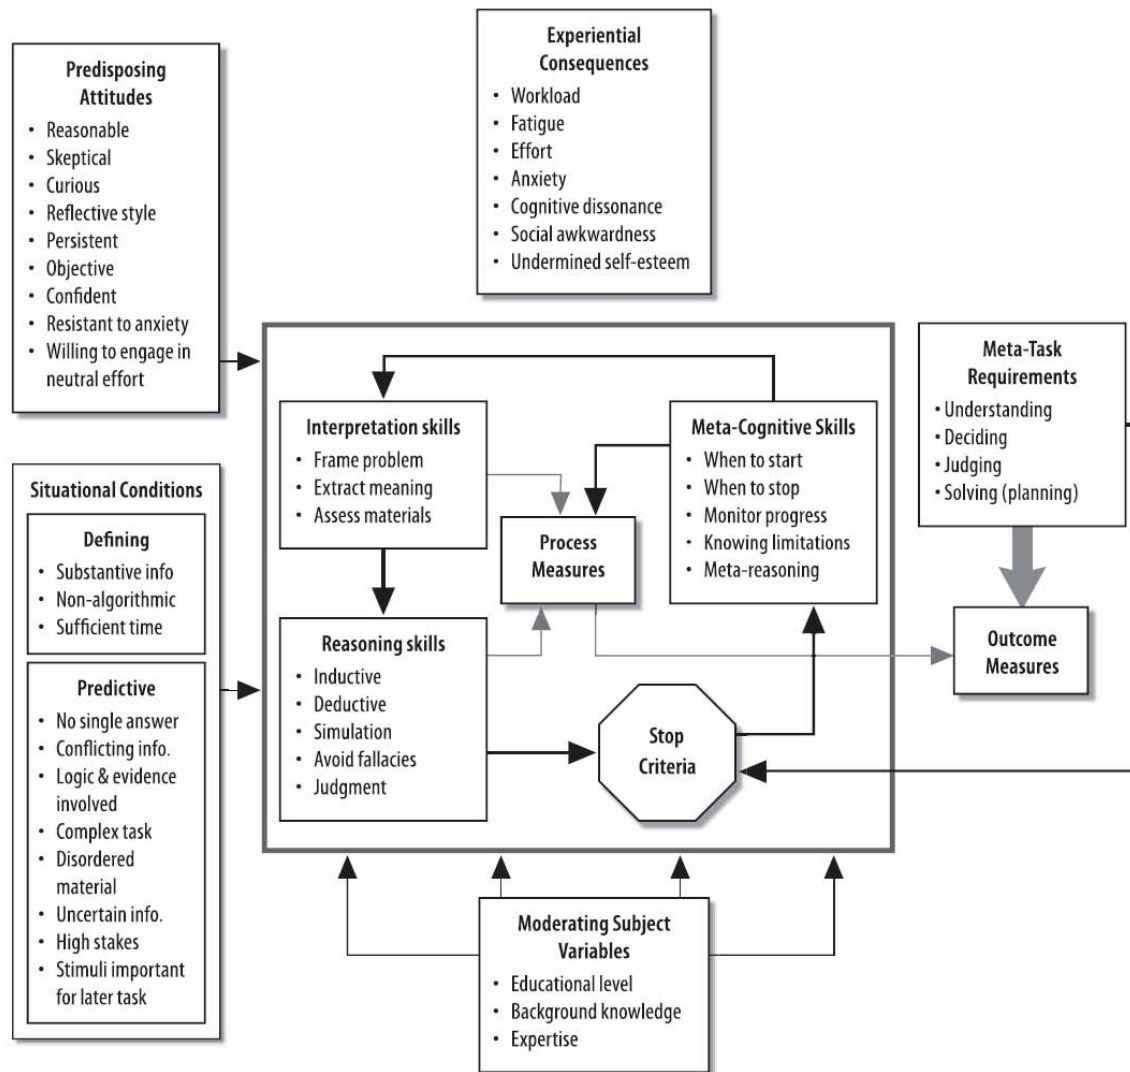 Predisposing
Attitudes
• Reasonable
• Skeptical
• Curious
• Reflective style
• Persistent
• Objective
• Confident
• Resistant to anxiety
• Willing to engage in
neutral effort
Experiential
Consequences
• Workload
• Fatigue
• Effort
• Anxiety
• Cognitive dissonance
• Social awkwardness
• Undermined self-esteem
Situational Conditions
Defining
• Substantive info
• Non-algorithmic
• Sufficient time
Predictive
• No single answer
• Conflicting info.
• Logic & evidence
involved
• Complex task
• Disordered
material
• Uncertain info.
• High stakes
• Stimuli important
for later task
Interpretation skills
• Frame problem
• Extract meaning
• Assess materials
Reasoning skills
• Inductive
• Deductive
• Simulation
• Avoid fallacies
• Judgment
Process
Measures
Meta-Cognitive Skills
• When to start
• When to stop
• Monitor progress
• Knowing limitations
• Meta-reasoning
Stop
Criteria
Meta-Task
Requirements
• Understanding
• Deciding
• Judging
• Solving (planning)
Outcome
Measures
Moderating Subject
Variables
• Educational level
• Background knowledge
• Expertise